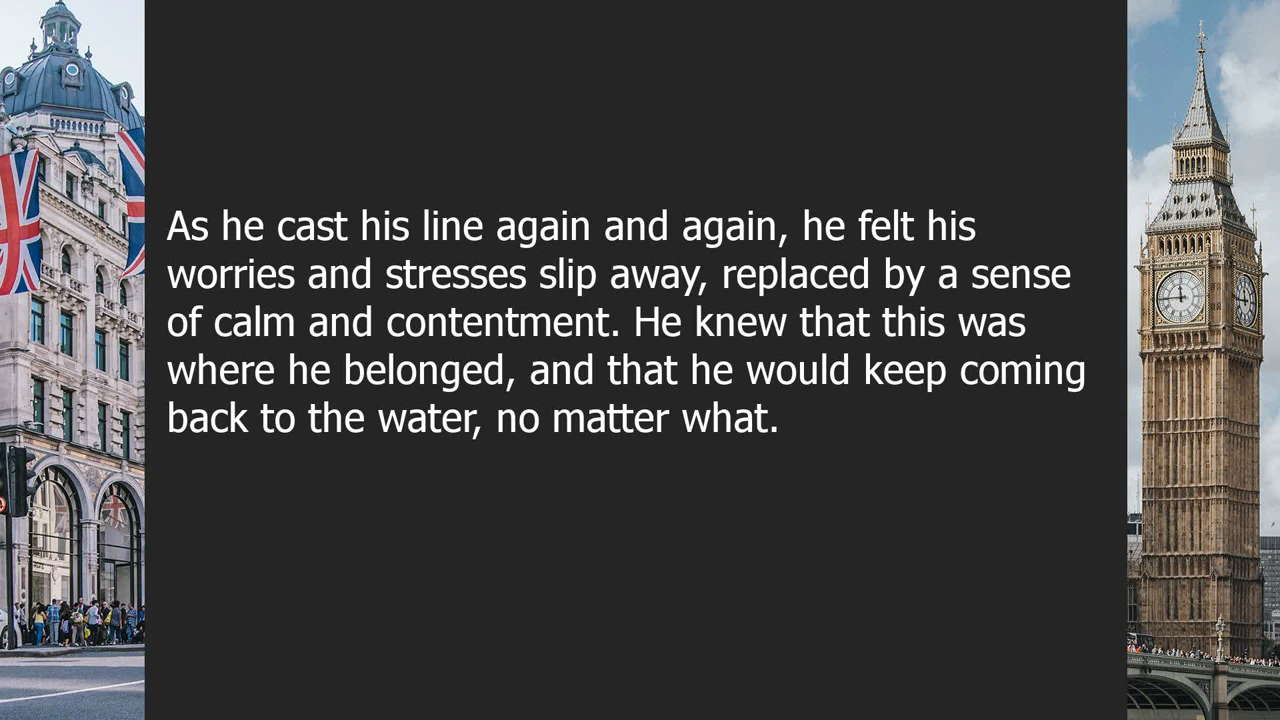 As he cast his line again and again, he felt his
worries and stresses slip away, replaced by a sense
of calm and contentment. He knew that this was
where he belonged, and that he would keep coming
back to the water, no matter what.